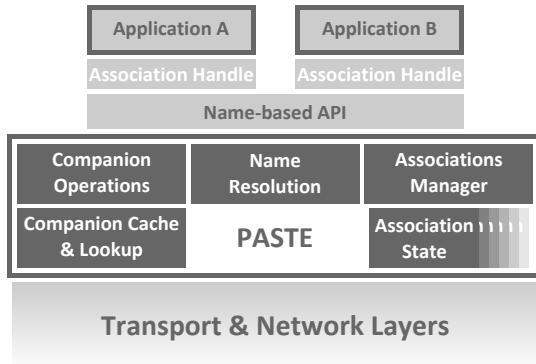 Application A
Application B
Association Handle
Association Handle
Name-based API
Companion
Operations
Name
Resolution
Associations
Manager
Companion Cache
& Lookup
PASTE
Association
State
Transport & Network Layers